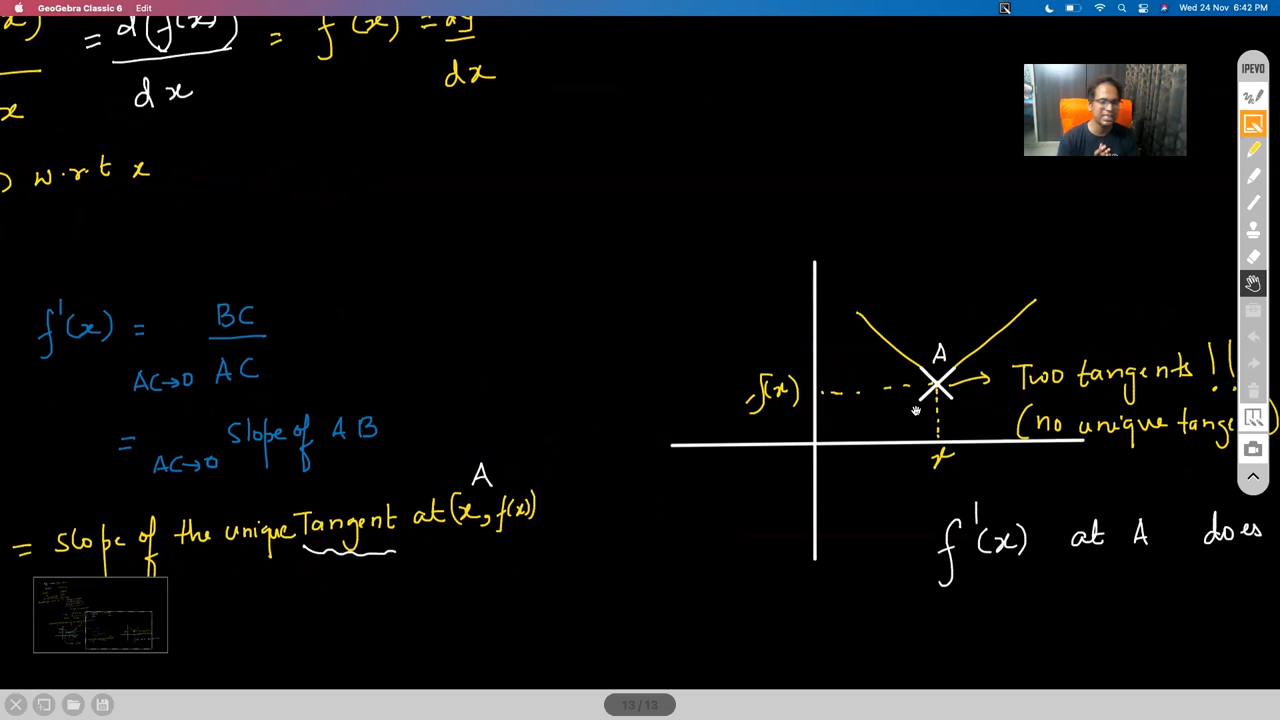 GeoGebra Classic 6 Edit
Wed 24 Nov 6:42 PM
IPEVO
= d(f(x)) / dx = f'(x) = dy / dx
x
w.r.t x
f'(x) = BC / AC
AC→0
= Slope of AB
AC→0
A
= Slope of the unique Tangent at (x, f(x))
A
f(x)
Two tangents !!
(no unique
x
f'(x) at A does
13 / 13